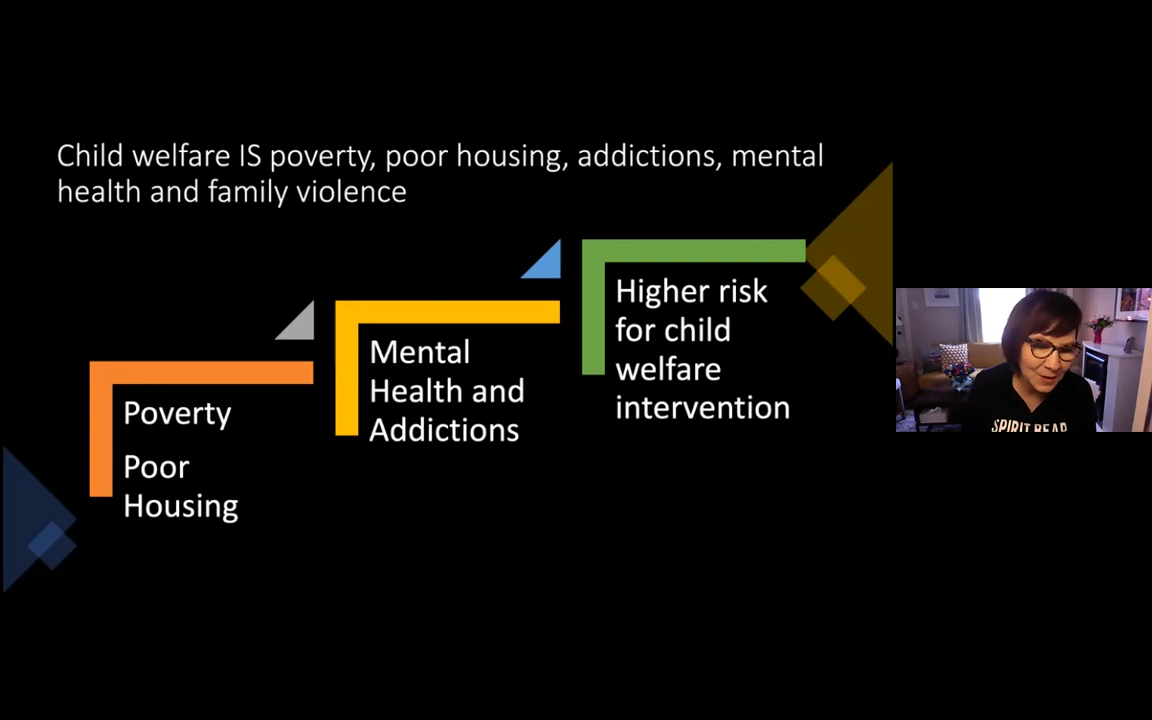 Child welfare IS poverty, poor housing, addictions, mental
health and family violence
Poverty
Poor
Housing
Mental
Health and
Addictions
Higher risk
for child
welfare
intervention
SPIRIT BEAR